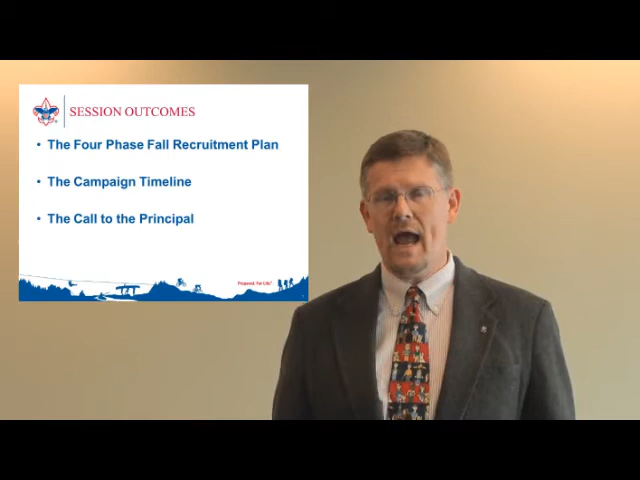 SESSION OUTCOMES
• The Four Phase Fall Recruitment Plan
• The Campaign Timeline
• The Call to the Principal
Prepared. For Life.™